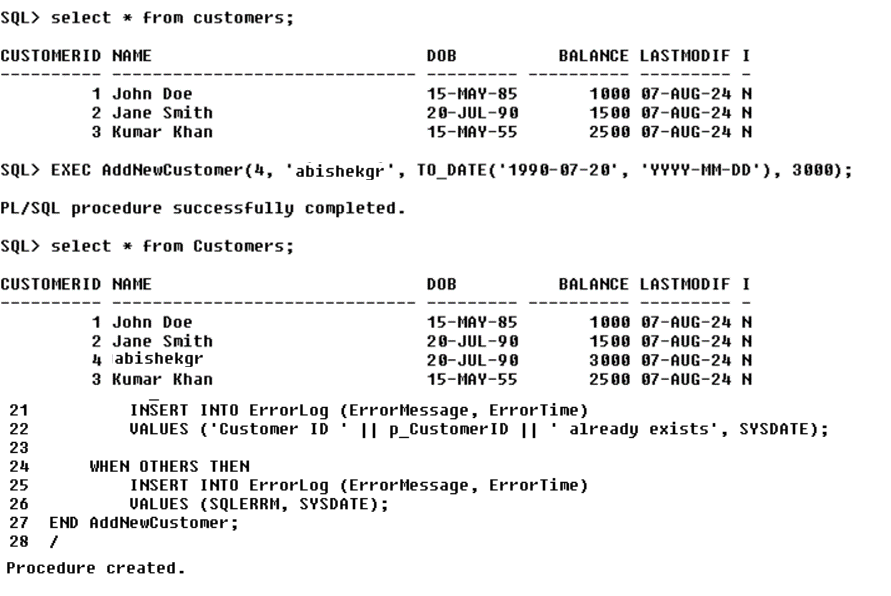 SQL> select * from customers;
CUSTOMERID NAME DOB BALANCE LASTMODIF I
---------- ------------------------------ --------- ---------- --------- -
1 John Doe 15-MAY-85 1000 07-AUG-24 N
2 Jane Smith 20-JUL-90 1500 07-AUG-24 N
3 Kumar Khan 15-MAY-55 2500 07-AUG-24 N
SQL> EXEC AddNewCustomer(4, 'abishekgr', TO_DATE('1990-07-20', 'YYYY-MM-DD'), 3000);
PL/SQL procedure successfully completed.
SQL> select * from Customers;
CUSTOMERID NAME DOB BALANCE LASTMODIF I
---------- ------------------------------ --------- ---------- --------- -
1 John Doe 15-MAY-85 1000 07-AUG-24 N
2 Jane Smith 20-JUL-90 1500 07-AUG-24 N
4 abishekgr 20-JUL-90 3000 07-AUG-24 N
3 Kumar Khan 15-MAY-55 2500 07-AUG-24 N
21 INSERT INTO ErrorLog (ErrorMessage, ErrorTime)
22 VALUES ('Customer ID ' || p_CustomerID || ' already exists', SYSDATE);
23
24 WHEN OTHERS THEN
25 INSERT INTO ErrorLog (ErrorMessage, ErrorTime)
26 VALUES (SQLERRM, SYSDATE);
27 END AddNewCustomer;
28 /
Procedure created.